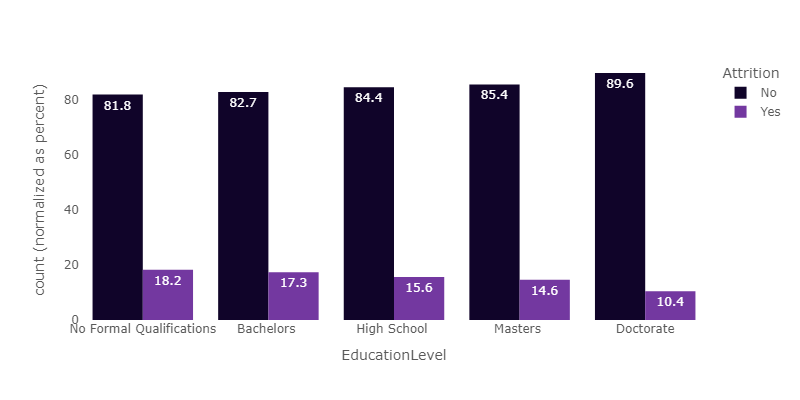 Attrition
No
Yes
count (normalized as percent)
80
60
40
20
0
81.8
18.2
82.7
17.3
84.4
15.6
85.4
14.6
89.6
10.4
No Formal Qualifications
Bachelors
High School
Masters
Doctorate
EducationLevel